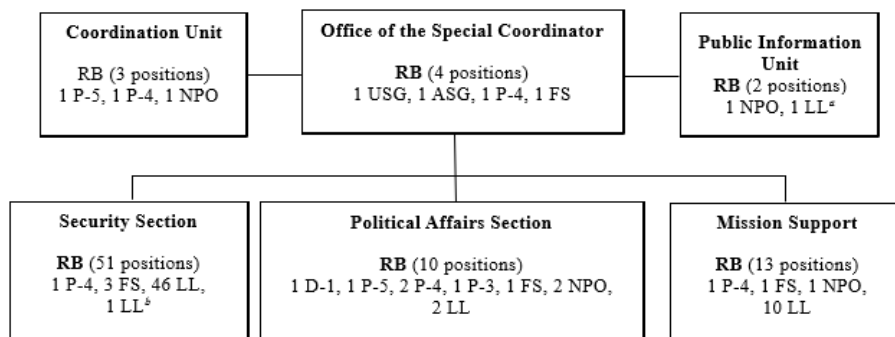 Coordination Unit
RB (3 positions)
1 P-5, 1 P-4, 1 NPO
Office of the Special Coordinator
RB (4 positions)
1 USG, 1 ASG, 1 P-4, 1 FS
Public Information
Unit
RB (2 positions)
1 NPO, 1 LLᵃ
Security Section
RB (51 positions)
1 P-4, 3 FS, 46 LL,
1 LLᵇ
Political Affairs Section
RB (10 positions)
1 D-1, 1 P-5, 2 P-4, 1 P-3, 1 FS, 2 NPO,
2 LL
Mission Support
RB (13 positions)
1 P-4, 1 FS, 1 NPO,
10 LL